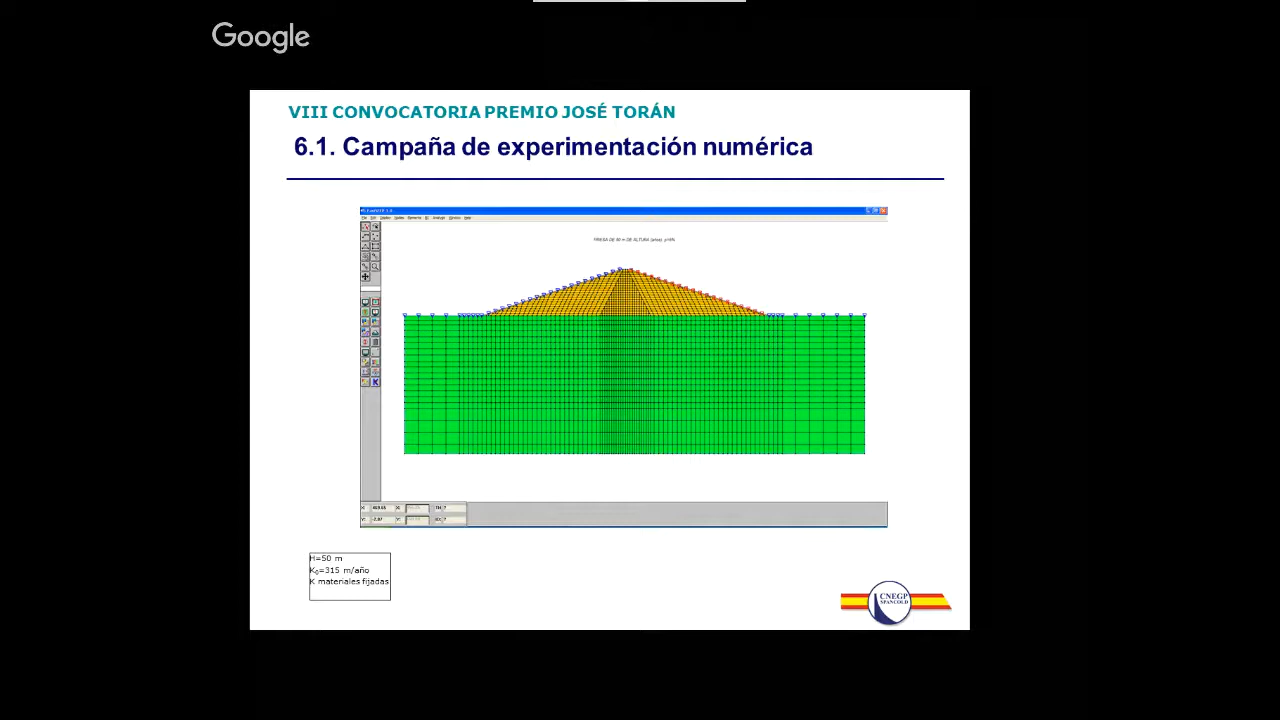 Google
VIII CONVOCATORIA PREMIO JOSÉ TORÁN
6.1. Campaña de experimentación numérica
H=50 m
K₀=315 m/año
K materiales fijadas
CNEGP
SPANCOLD